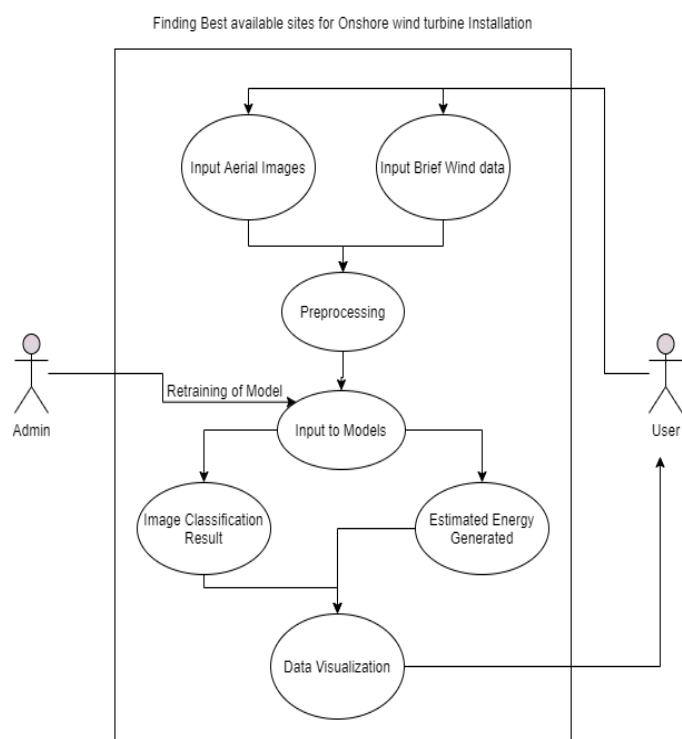 Finding Best available sites for Onshore wind turbine Installation
Input Aerial Images
Input Brief Wind data
Preprocessing
Retraining of Model
Admin
Input to Models
User
Image Classification
Result
Estimated Energy
Generated
Data Visualization